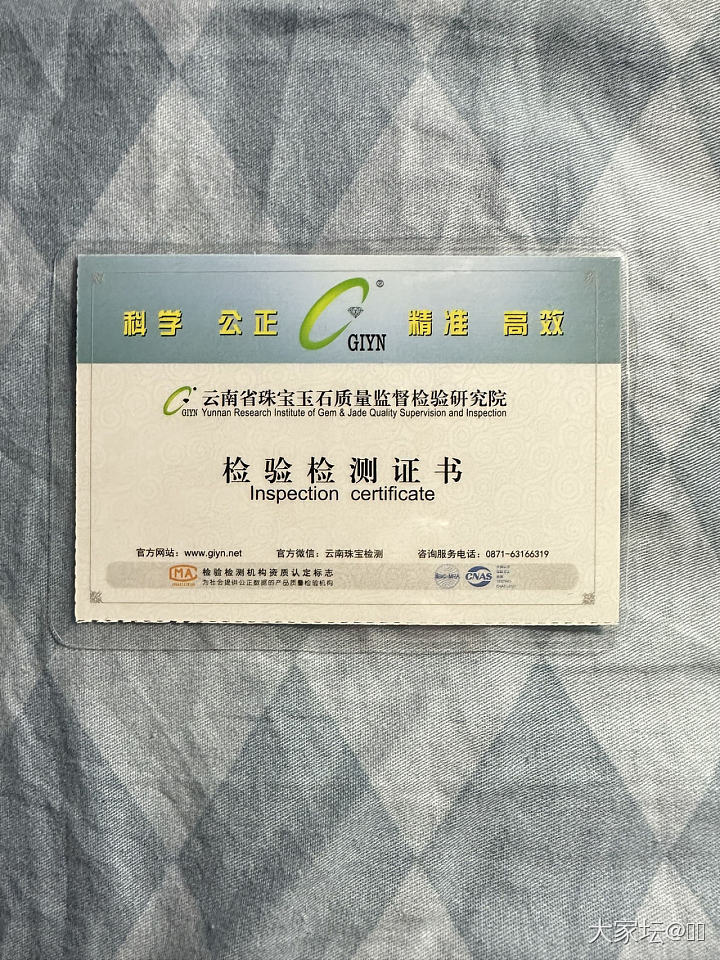 科学 公正 GIYN® 精准 高效
GIYN 云南省珠宝玉石质量监督检验研究院
Yunnan Research Institute of Gem & Jade Quality Supervision and Inspection
检验检测证书
Inspection certificate
官方网站：www.giyn.net 官方微信：云南珠宝检测 咨询服务电话：0871-63166319
MA 检验检测机构资质认定标志
为社会提供公正数据的产品质量检验机构
ilac-MRA CNAS
大家坛@